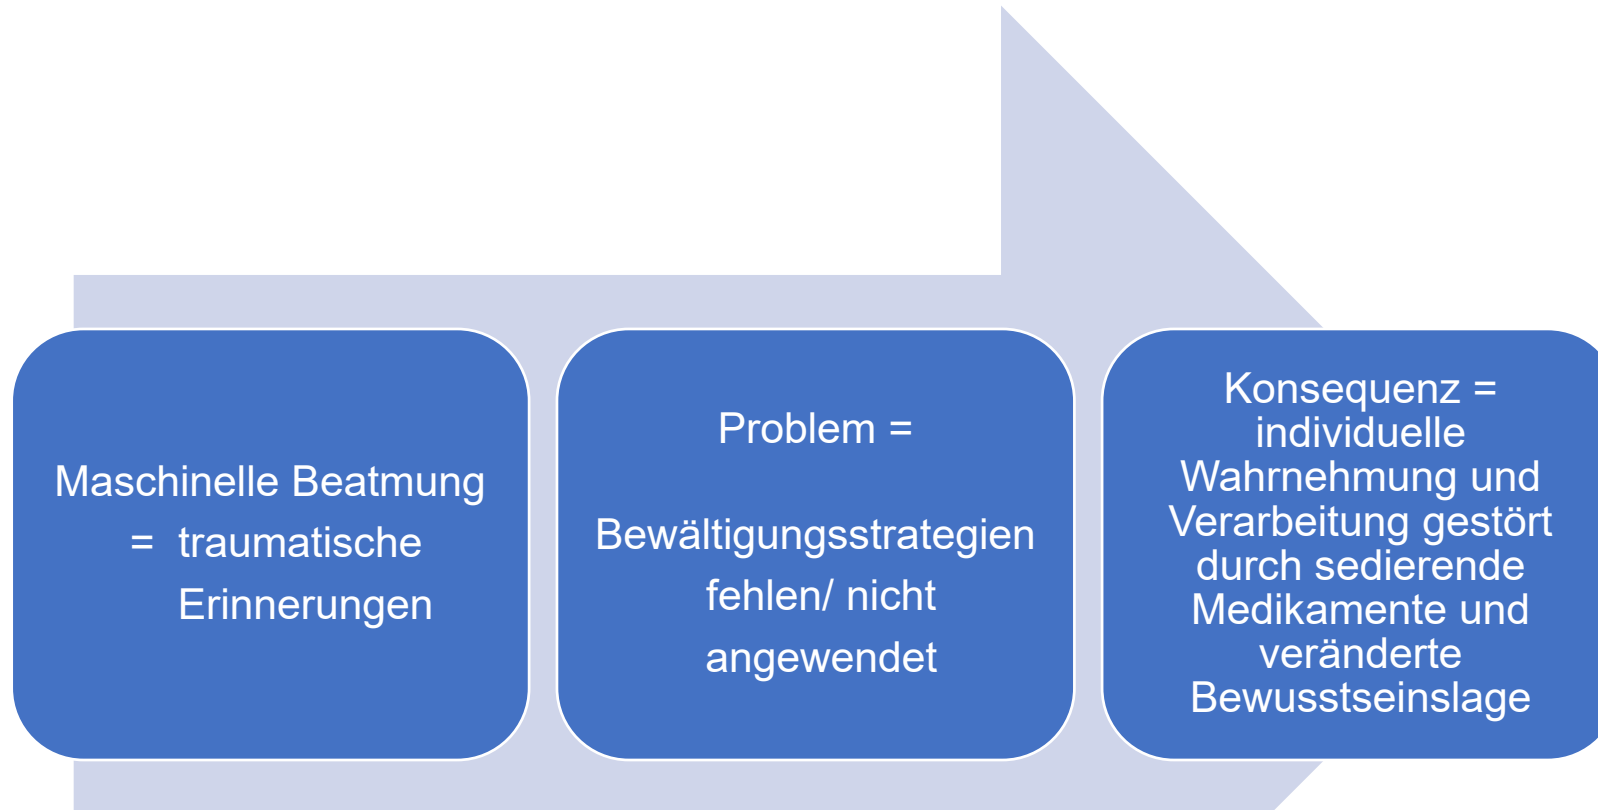 Maschinelle Beatmung
= traumatische
Erinnerungen
Problem =
Bewältigungsstrategien
fehlen/ nicht
angewendet
Konsequenz =
individuelle
Wahrnehmung und
Verarbeitung gestört
durch sedierende
Medikamente und
veränderte
Bewusstseinslage